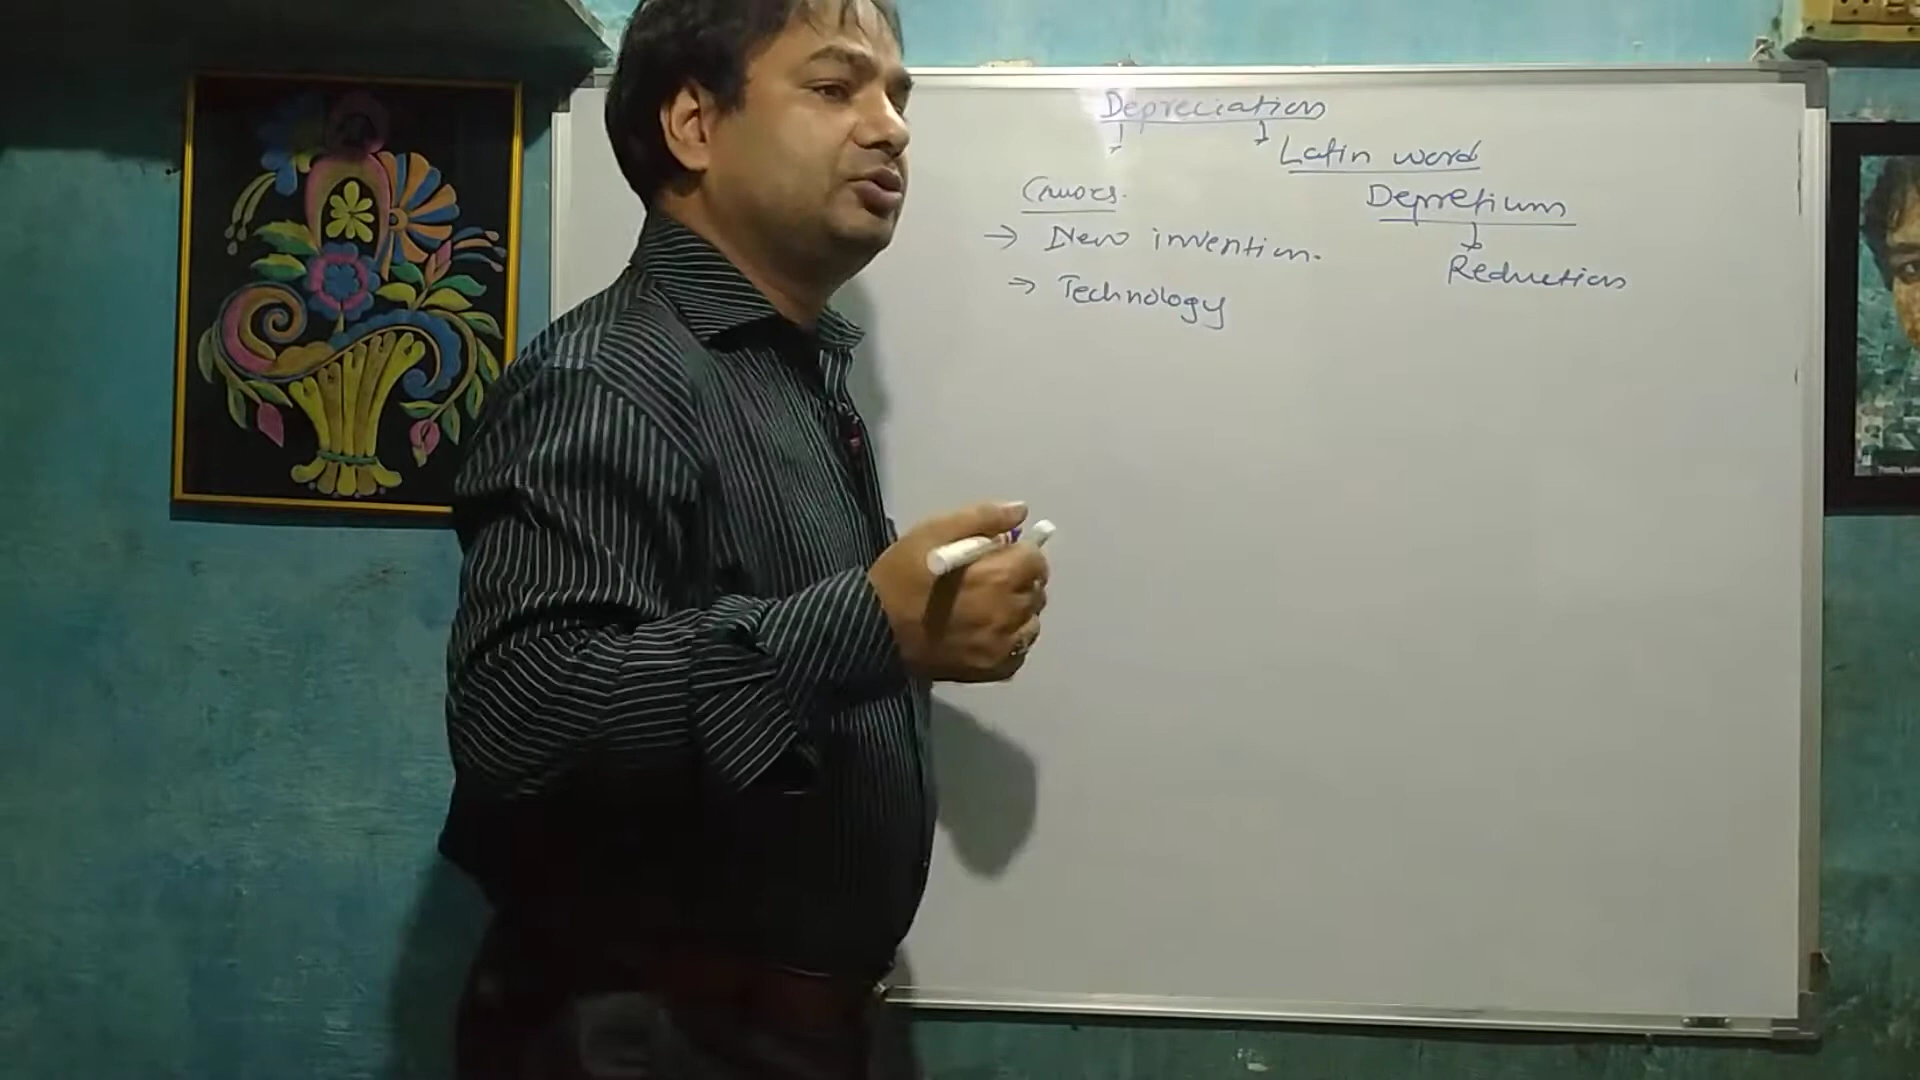 Depreciation
Latin word
Depretium
Reduction
Causes.
→ New invention.
→ Technology